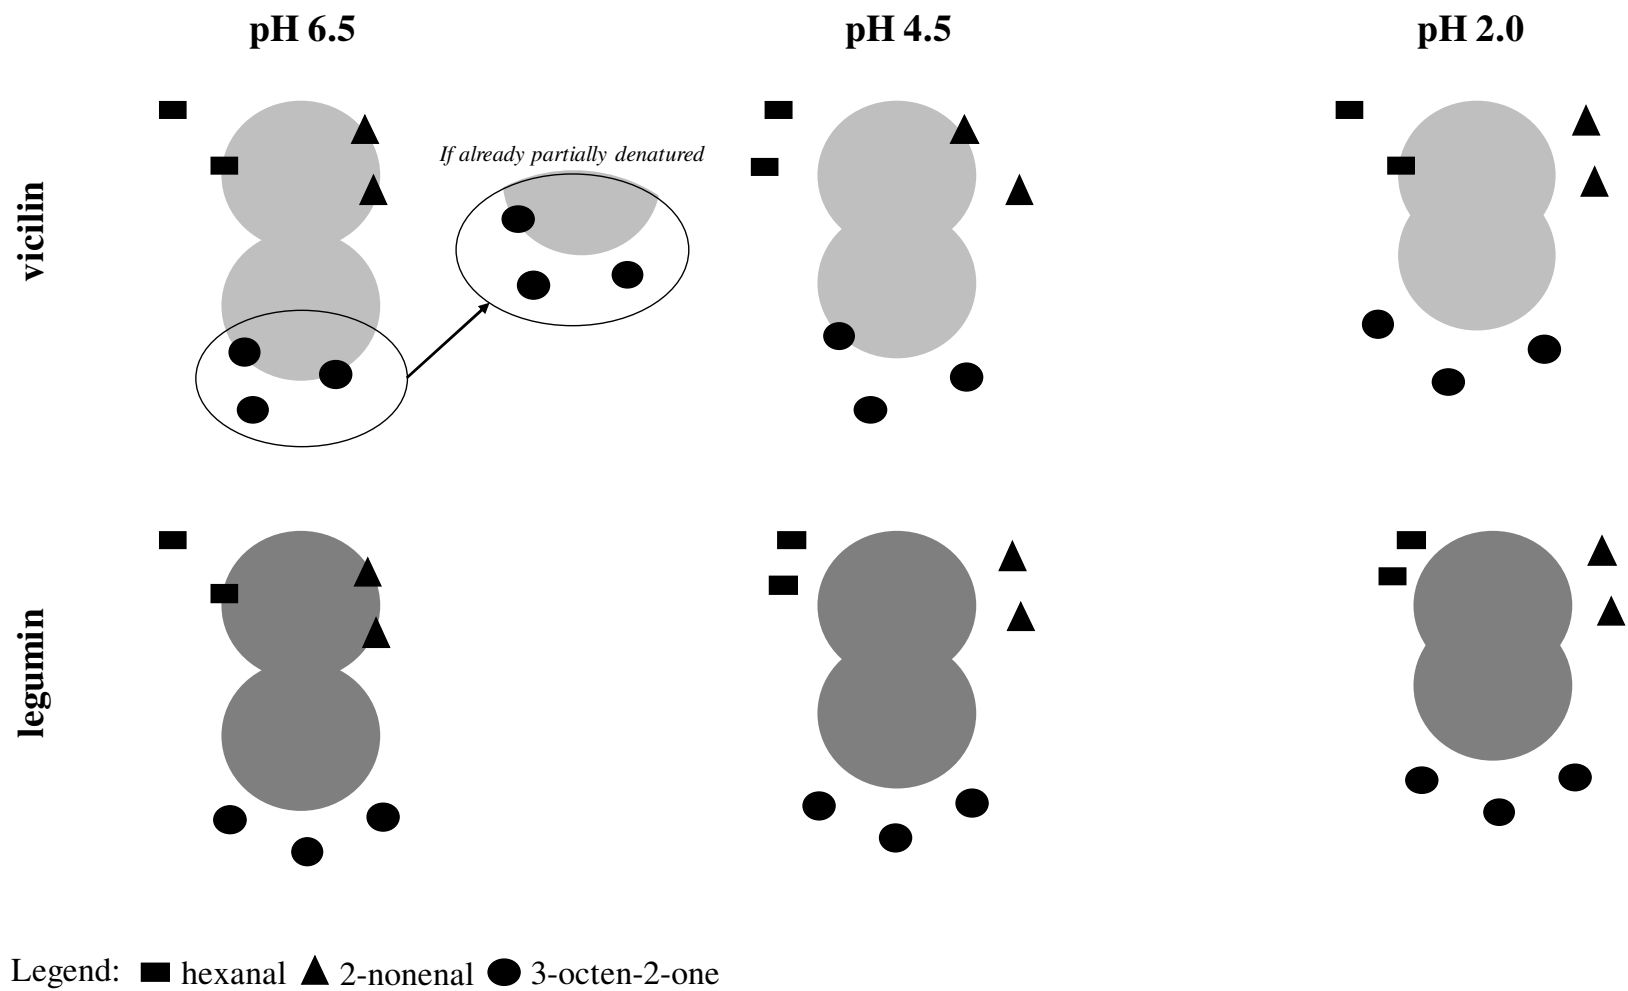 pH 6.5
pH 4.5
pH 2.0
vicilin
If already partially denatured
legumin
Legend: hexanal 2-nonenal 3-octen-2-one